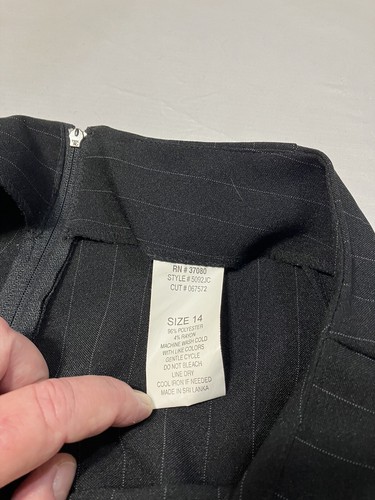 RN # 37080
STYLE # 5092JC
CUT # 067572
SIZE 14
96% POLYESTER
4% RAYON
MACHINE WASH COLD
WITH LIKE COLORS
GENTLE CYCLE
DO NOT BLEACH
LINE DRY
COOL IRON IF NEEDED
MADE IN SRI LANKA